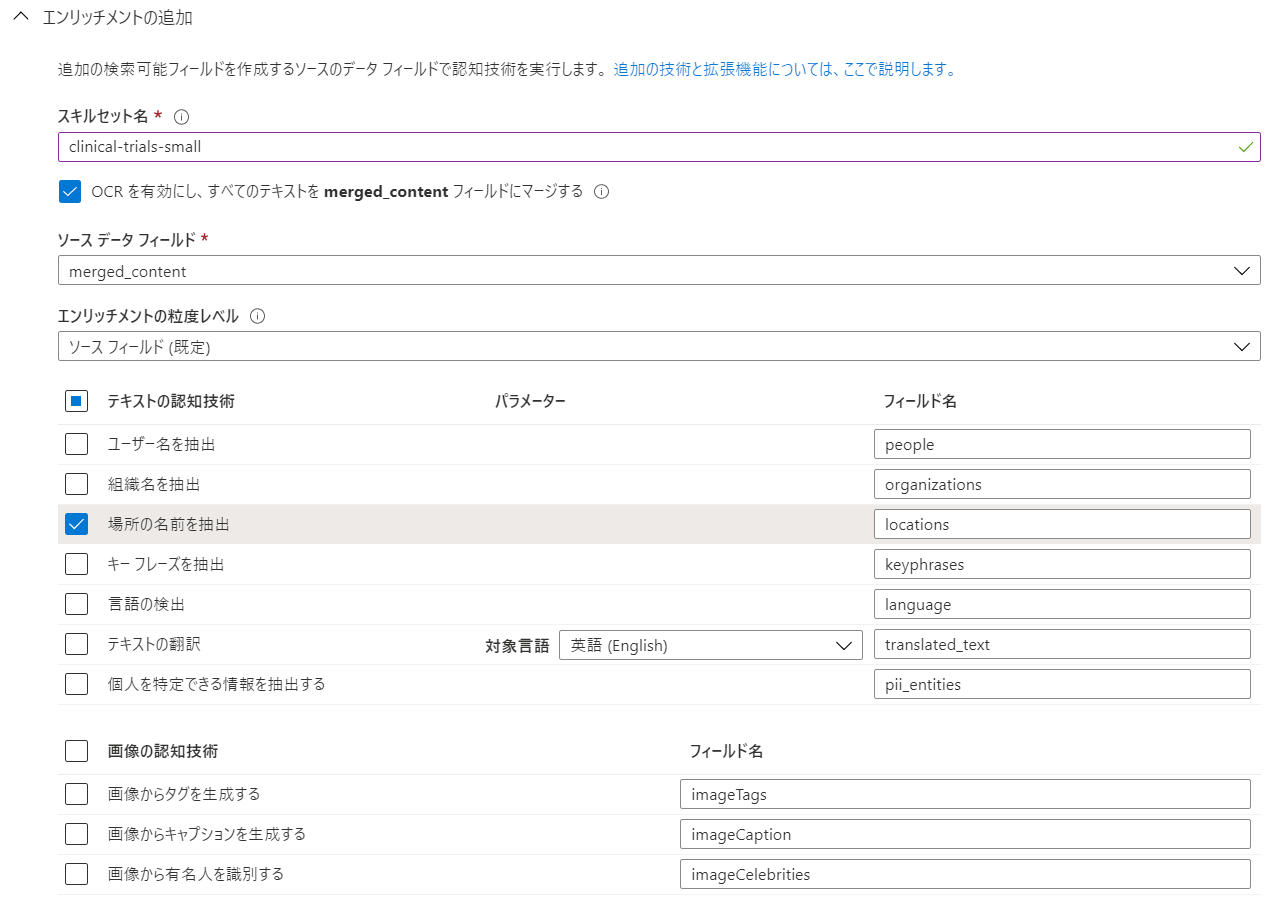 エンリッチメントの追加
追加の検索可能フィールドを作成するソースのデータ フィールドで認知技術を実行します。 追加の技術と拡張機能については、ここで説明します。
スキルセット名 *
clinical-trials-small
OCR を有効にし、すべてのテキストを merged_content フィールドにマージする
ソース データ フィールド *
merged_content
エンリッチメントの粒度レベル
ソース フィールド (既定)
テキストの認知技術 パラメーター フィールド名
ユーザー名を抽出 people
組織名を抽出 organizations
場所の名前を抽出 locations
キー フレーズを抽出 keyphrases
言語の検出 language
テキストの翻訳 対象言語 英語 (English) translated_text
個人を特定できる情報を抽出する pii_entities
画像の認知技術 フィールド名
画像からタグを生成する imageTags
画像からキャプションを生成する imageCaption
画像から有名人を識別する imageCelebrities